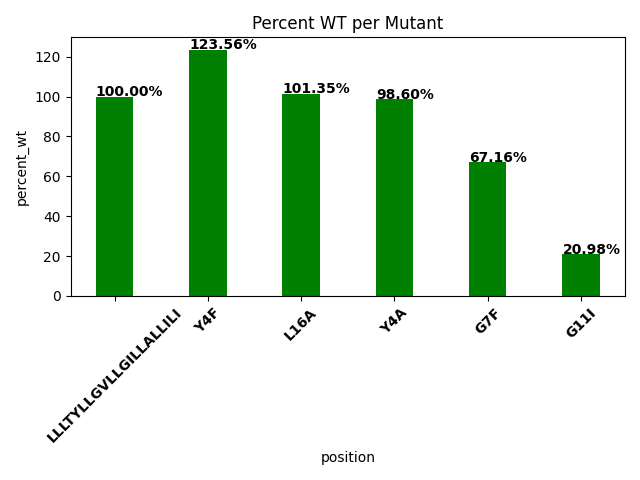 Percent WT per Mutant
percent_wt
120
100
80
60
40
20
0
100.00%
123.56%
101.35%
98.60%
67.16%
20.98%
LLLTYLLGVLLGILLALLILI
Y4F
L16A
Y4A
G7F
G11I
position